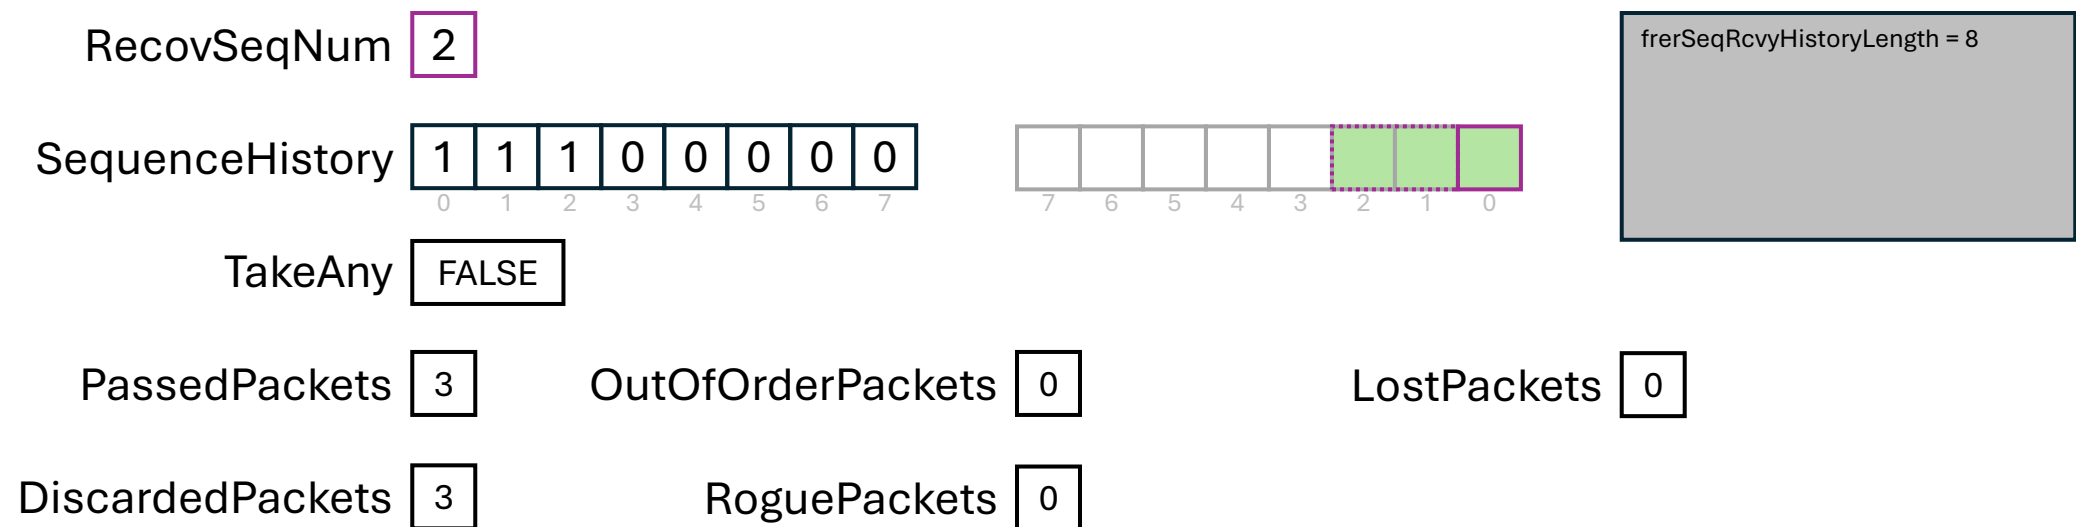 RecovSeqNum 2
frerSeqRcvyHistoryLength = 8
SequenceHistory 1 1 1 0 0 0 0 0
0 1 2 3 4 5 6 7
7 6 5 4 3 2 1 0
TakeAny FALSE
PassedPackets 3
OutOfOrderPackets 0
LostPackets 0
DiscardedPackets 3
RoguePackets 0